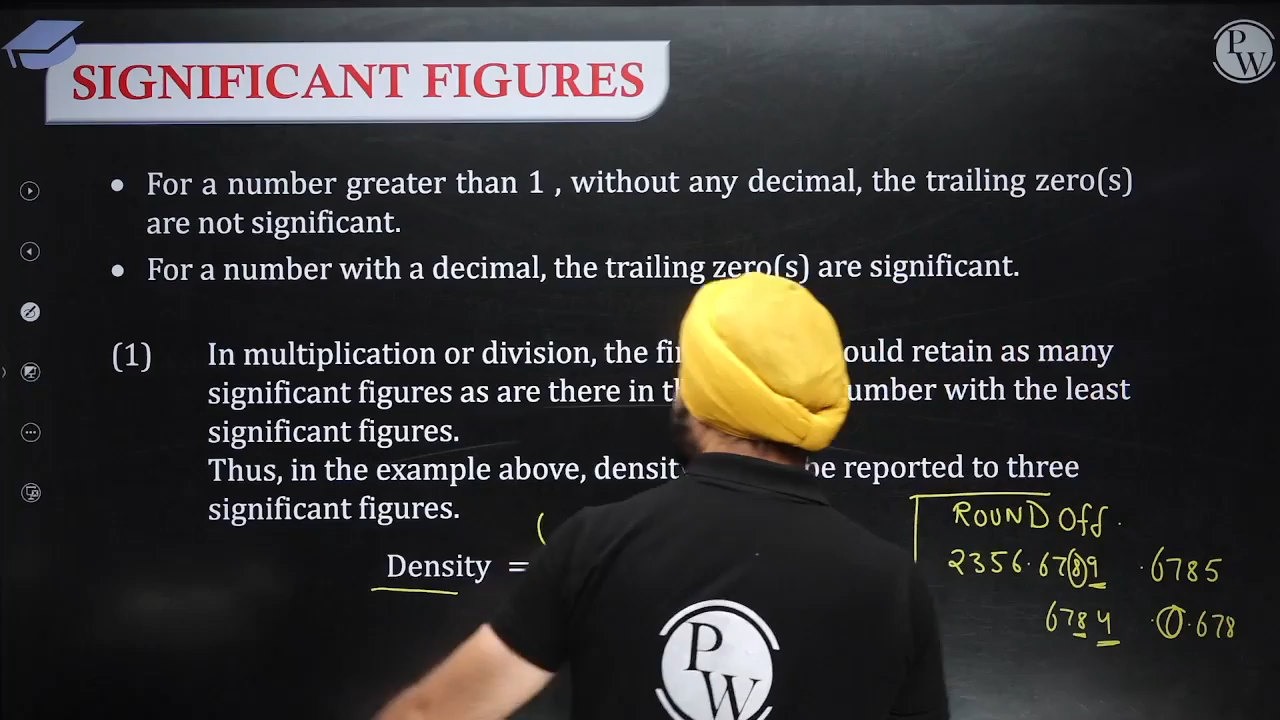 SIGNIFICANT FIGURES
PW
• For a number greater than 1 , without any decimal, the trailing zero(s)
are not significant.
• For a number with a decimal, the trailing zero(s) are significant.
(1) In multiplication or division, the ould retain as many
significant figures as are there in umber with the least
significant figures.
Thus, in the example above, be reported to three
significant figures.
ROUND Off
(
Density =
2356.6789 .6785
6784 .678
PW